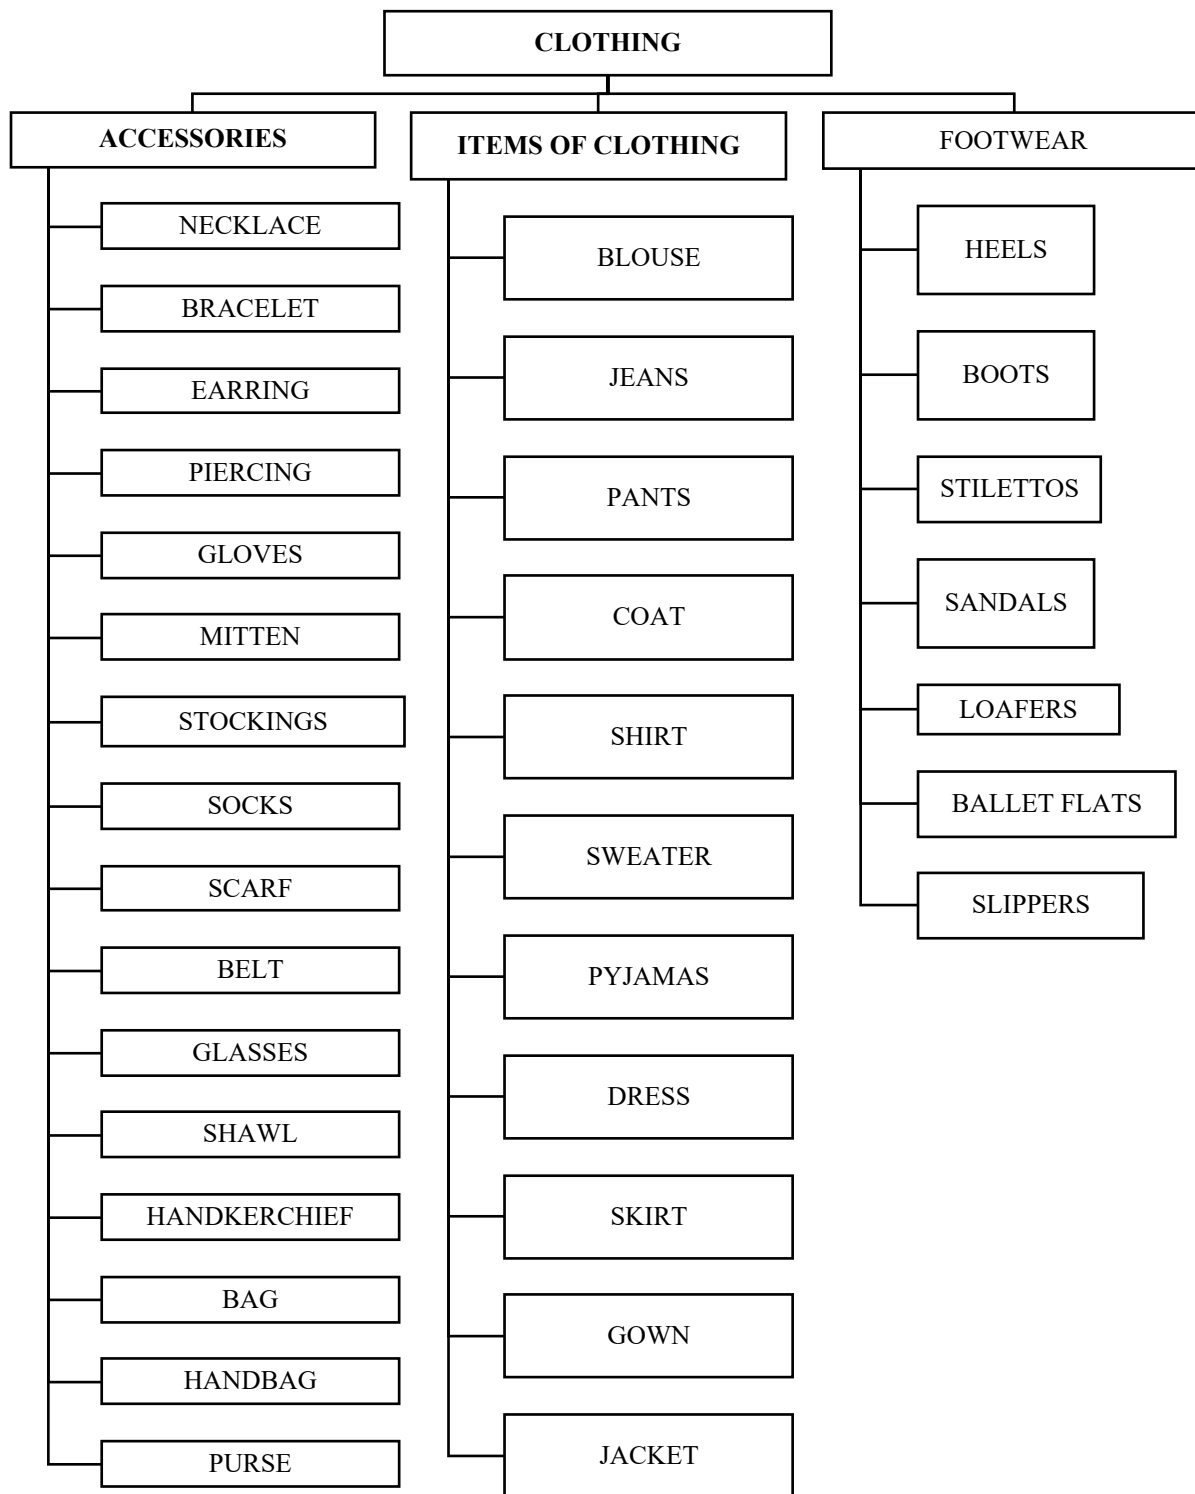 CLOTHING
ACCESSORIES
NECKLACE
BRACELET
EARRING
PIERCING
GLOVES
MITTEN
STOCKINGS
SOCKS
SCARF
BELT
GLASSES
SHAWL
HANDKERCHIEF
BAG
HANDBAG
PURSE
ITEMS OF CLOTHING
BLOUSE
JEANS
PANTS
COAT
SHIRT
SWEATER
PYJAMAS
DRESS
SKIRT
GOWN
JACKET
FOOTWEAR
HEELS
BOOTS
STILETTOS
SANDALS
LOAFERS
BALLET FLATS
SLIPPERS